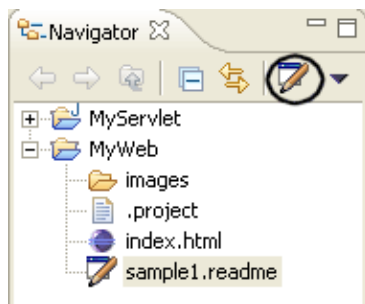 Navigator
MyServlet
MyWeb
images
.project
index.html
sample1.readme